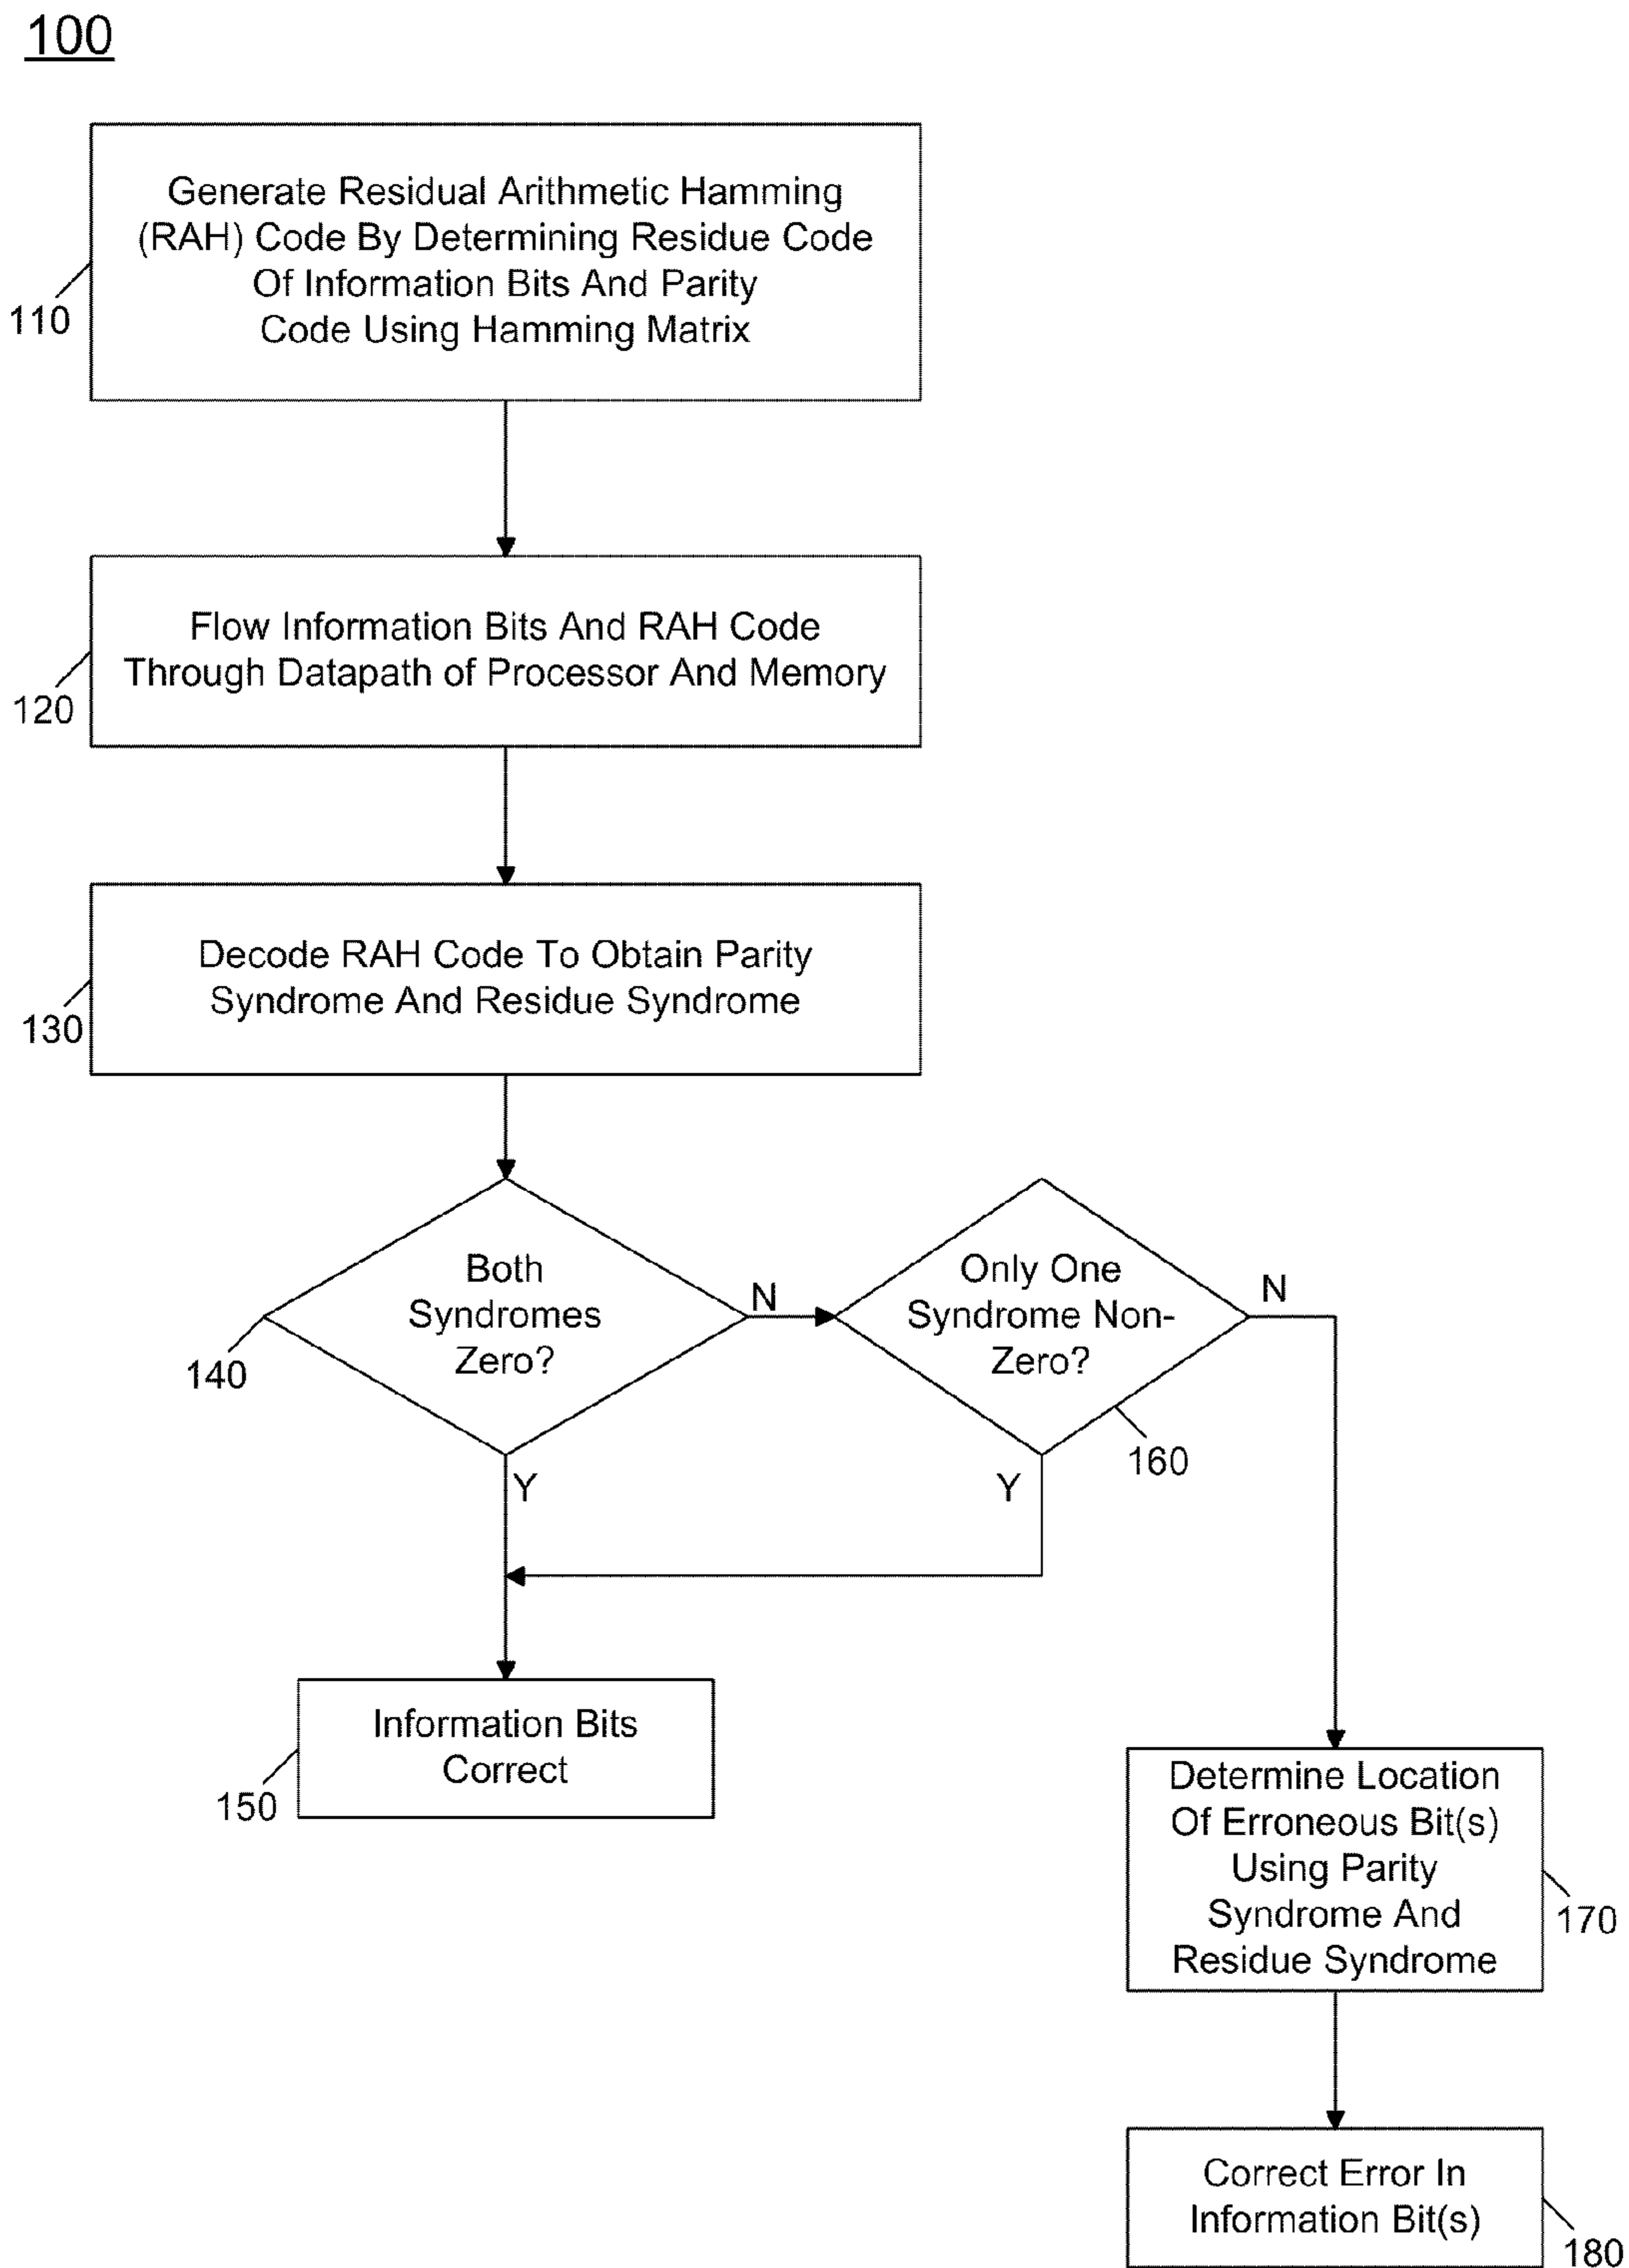 100
Generate Residual Arithmetic Hamming
(RAH) Code By Determining Residue Code
Of Information Bits And Parity
Code Using Hamming Matrix
110
Flow Information Bits And RAH Code
Through Datapath of Processor And Memory
120
Decode RAH Code To Obtain Parity
Syndrome And Residue Syndrome
130
Both
Syndromes
Zero?
140
N
Only One
Syndrome Non-
Zero?
N
160
Y
Y
Information Bits
Correct
150
Determine Location
Of Erroneous Bit(s)
Using Parity
Syndrome And
Residue Syndrome
170
Correct Error In
Information Bit(s)
180